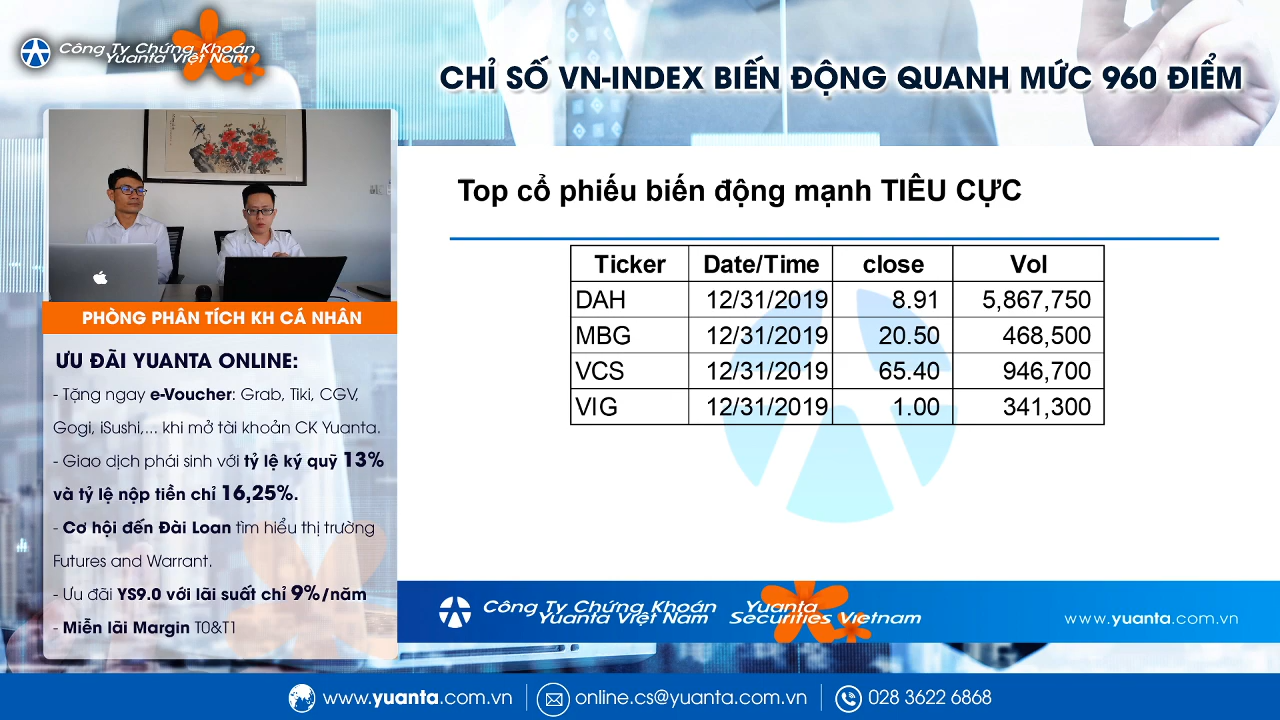 Công Ty Chứng Khoán
Yuanta Việt Nam
CHỈ SỐ VN-INDEX BIẾN ĐỘNG QUANH MỨC 960 ĐIỂM
PHÒNG PHÂN TÍCH KH CÁ NHÂN
ƯU ĐÃI YUANTA ONLINE:
- Tặng ngay e-Voucher: Grab, Tiki, CGV,
Gogi, iSushi,... khi mở tài khoản CK Yuanta.
- Giao dịch phái sinh với tỷ lệ ký quỹ 13%
và tỷ lệ nộp tiền chỉ 16,25%.
- Cơ hội đến Đài Loan tìm hiểu thị trường
Futures and Warrant.
- Ưu đãi YS9.0 với lãi suất chỉ 9%/năm
- Miễn lãi Margin T0&T1
Top cổ phiếu biến động mạnh TIÊU CỰC
Ticker Date/Time close Vol
DAH 12/31/2019 8.91 5,867,750
MBG 12/31/2019 20.50 468,500
VCS 12/31/2019 65.40 946,700
VIG 12/31/2019 1.00 341,300
Công Ty Chứng Khoán Yuanta
Yuanta Việt Nam Securities Vietnam
www.yuanta.com.vn
www.yuanta.com.vn online.cs@yuanta.com.vn 028 3622 6868